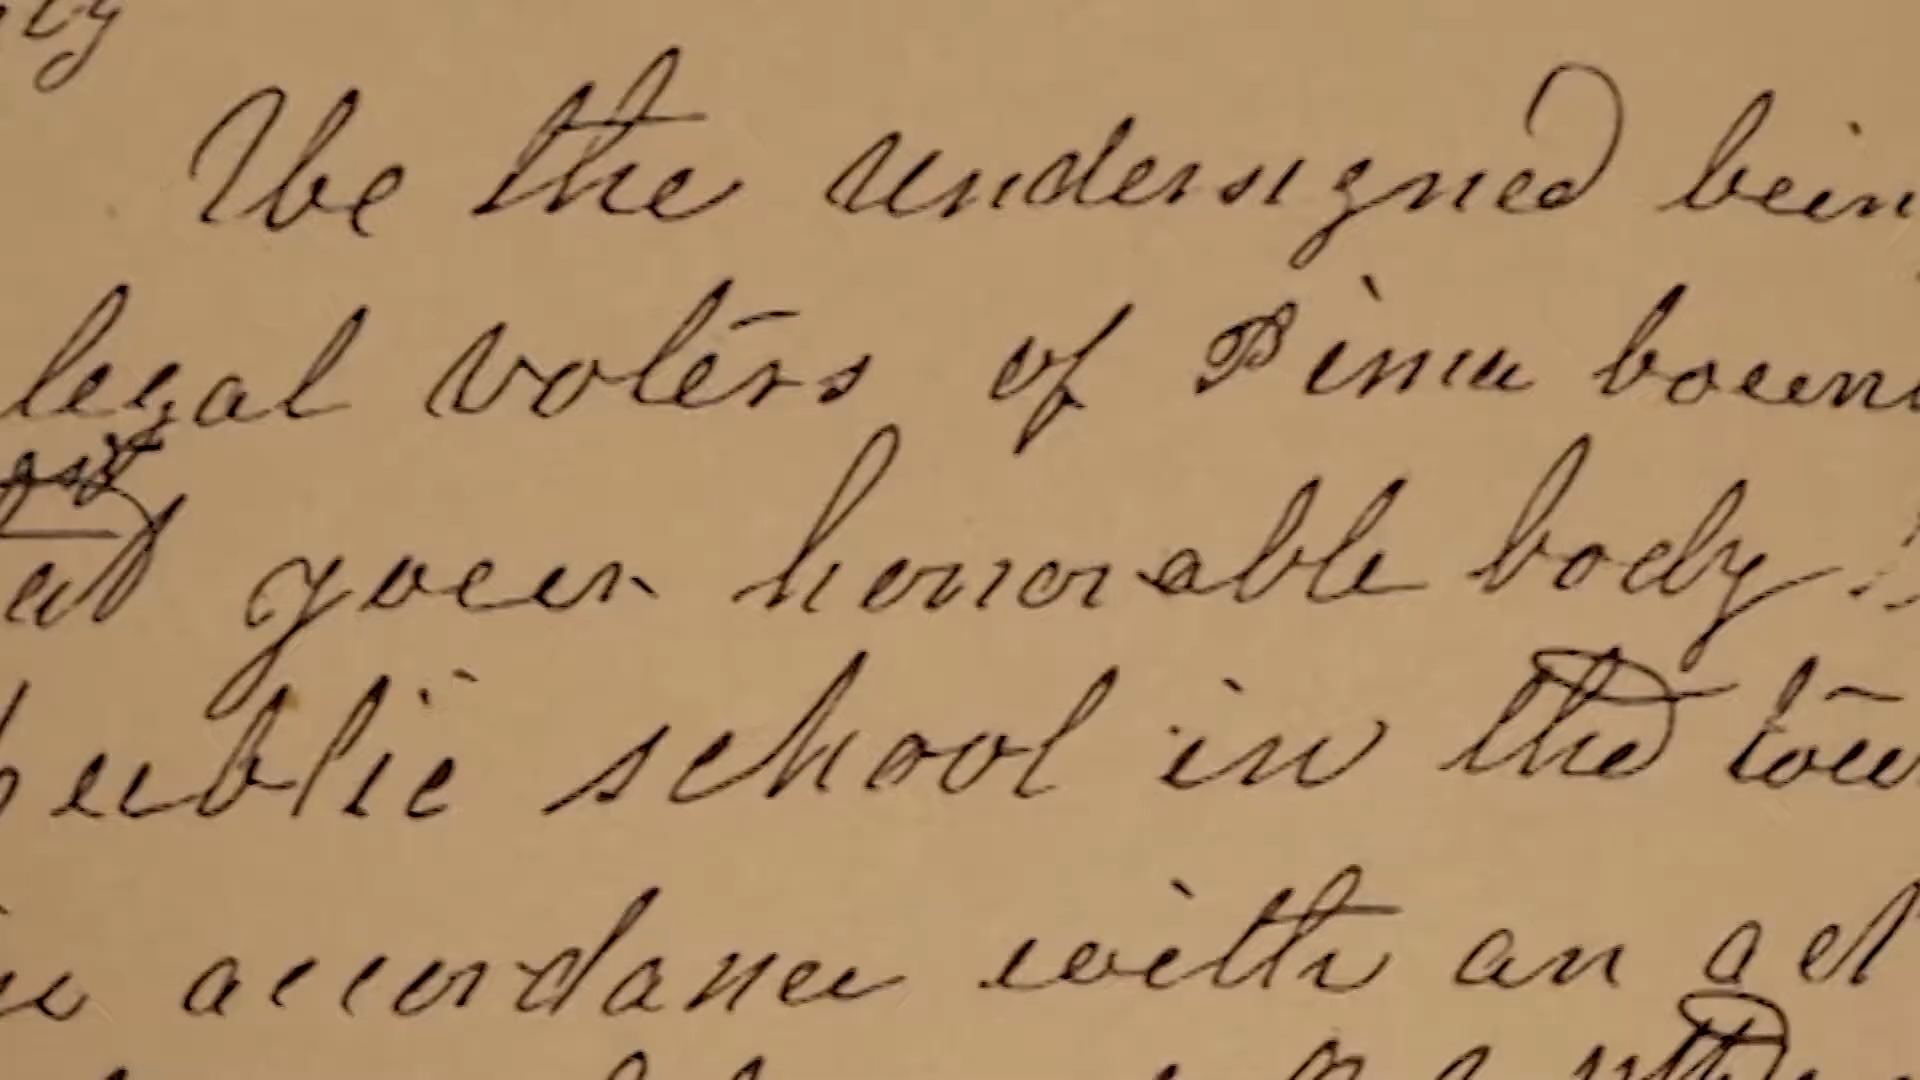 We the undersigned bein
legal voters of Pima coun
your honorable body
public school in the tow
accordance with an act